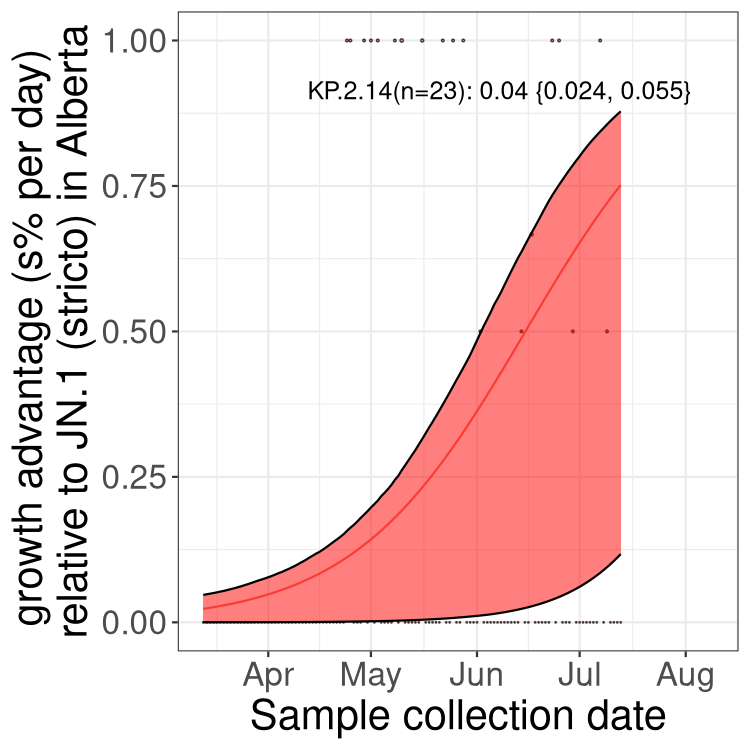 growth advantage (s% per day)
relative to JN.1 (stricto) in Alberta
1.00
0.75
0.50
0.25
0.00
KP.2.14(n=23): 0.04 {0.024, 0.055}
Apr May Jun Jul Aug
Sample collection date